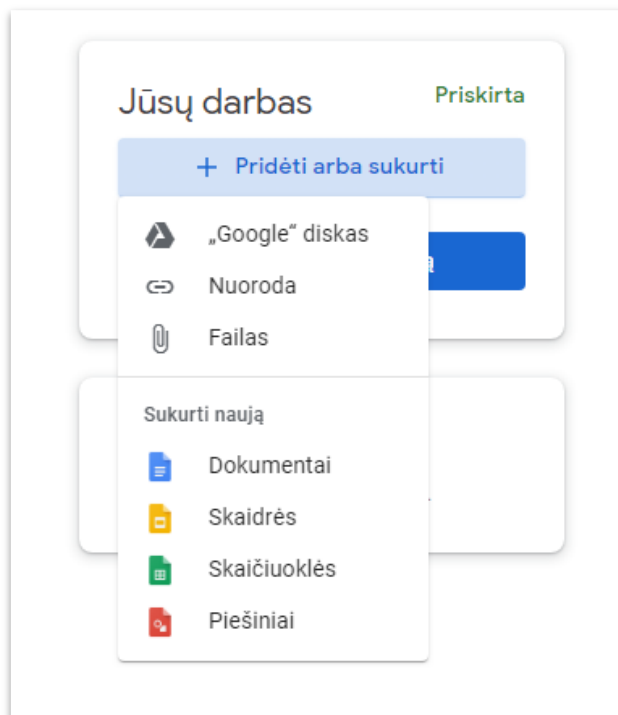 Jūsų darbas
Priskirta
+ Pridėti arba sukurti
„Google“ diskas
Nuoroda
Failas
Sukurti naują
Dokumentai
Skaidrės
Skaičiuoklės
Piešiniai